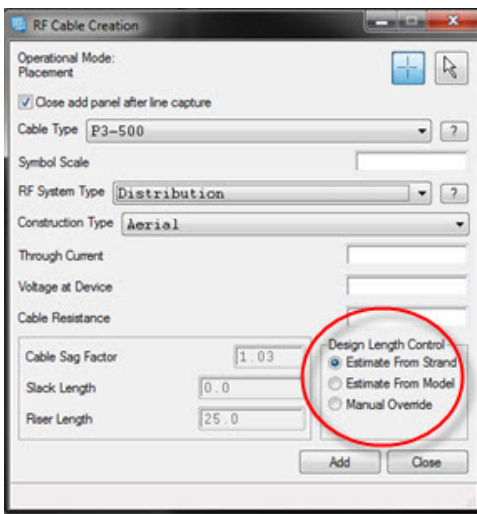 RF Cable Creation
Operational Mode:
Placement
Close add panel after line capture
Cable Type P3-500 ?
Symbol Scale
RF System Type Distribution ?
Construction Type Aerial
Through Current
Voltage at Device
Cable Resistance
Cable Sag Factor 1.03
Slack Length 0.0
Riser Length 25.0
Design Length Control
Estimate From Strand
Estimate From Model
Manual Override
Add Close